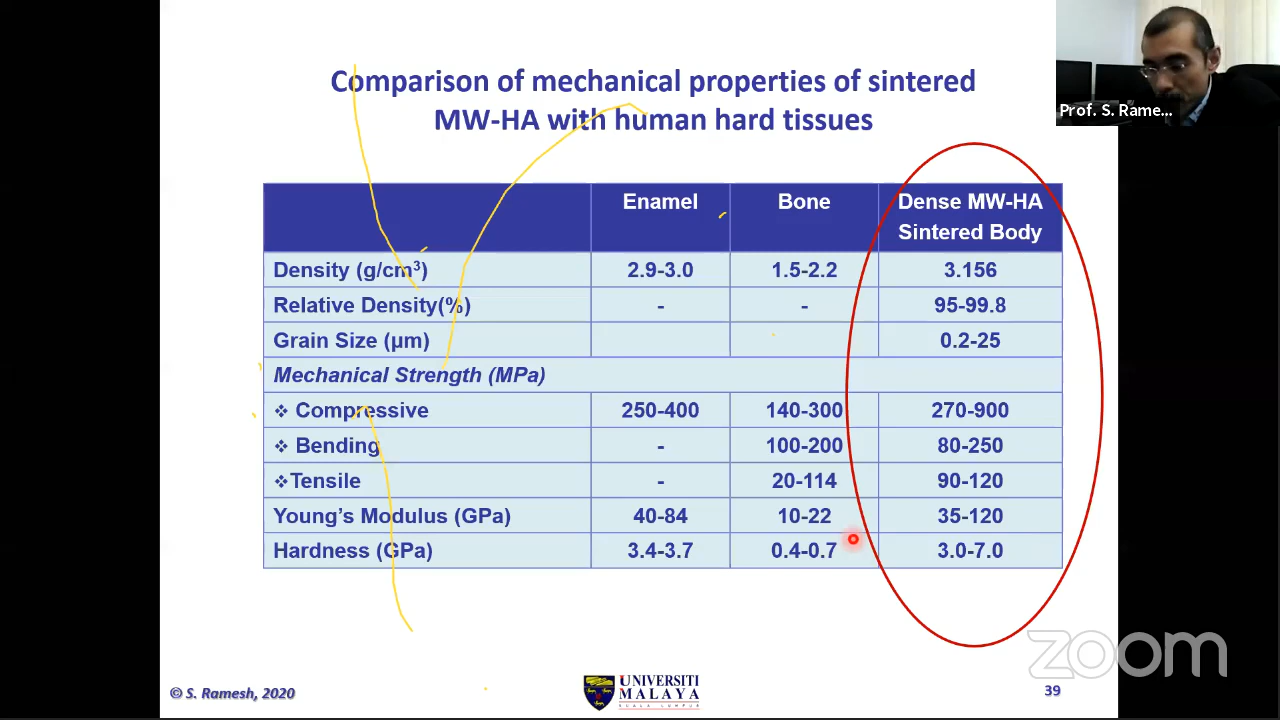 Comparison of mechanical properties of sintered
MW-HA with human hard tissues
Prof. S. Rame...
Enamel Bone Dense MW-HA
Sintered Body
Density (g/cm³) 2.9-3.0 1.5-2.2 3.156
Relative Density(%) - - 95-99.8
Grain Size (µm) 0.2-25
Mechanical Strength (MPa)
❖ Compressive 250-400 140-300 270-900
❖ Bending - 100-200 80-250
❖Tensile - 20-114 90-120
Young's Modulus (GPa) 40-84 10-22 35-120
Hardness (GPa) 3.4-3.7 0.4-0.7 3.0-7.0
zoom
© S. Ramesh, 2020
UNIVERSITI
MALAYA
KUALA LUMPUR
39